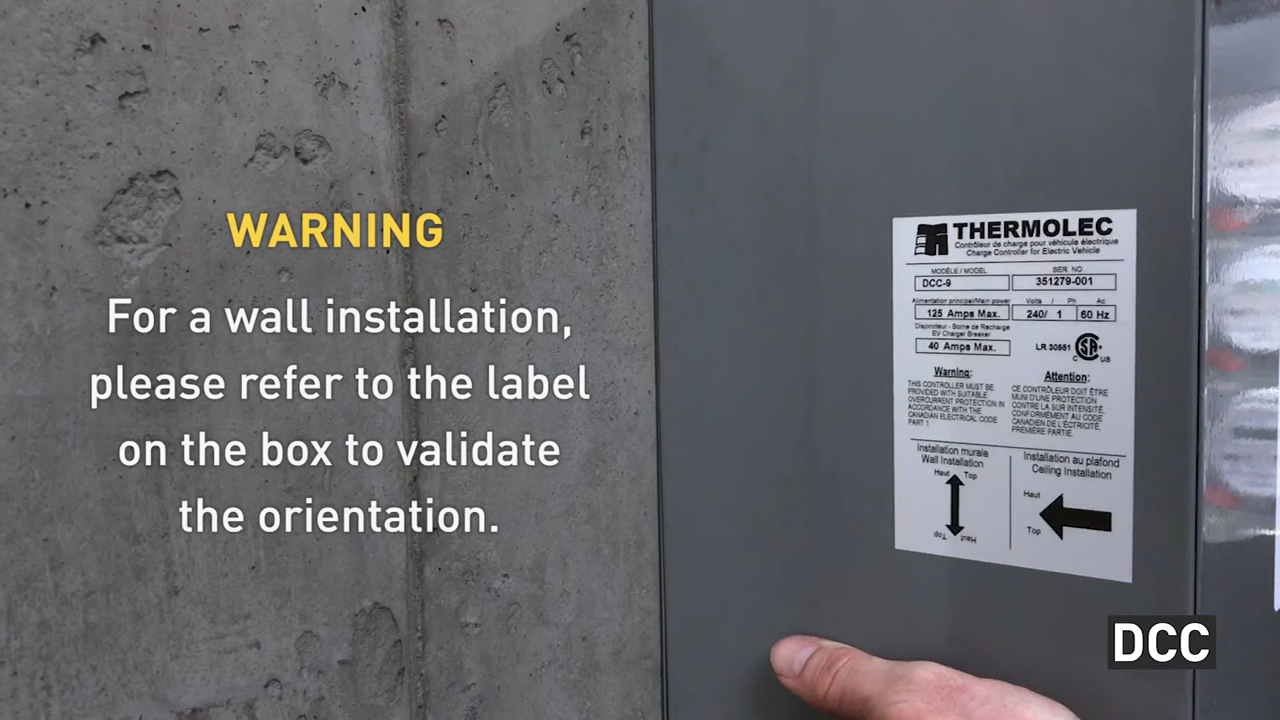 WARNING
For a wall installation,
please refer to the label
on the box to validate
the orientation.
THERMOLEC
Contrôleur de charge pour véhicule électrique
Charge Controller for Electric Vehicle
MODÈLE / MODEL
SER. NO.
DCC-9
351279-001
Alimentation principal/Main power
Volts / Ph
Ac
125 Amps Max.
240/ 1
60 Hz
Disjoncteur - Borne de Recharge
EV Charger Breaker
40 Amps Max.
LR 30551
C CSA US
Warning:
THIS CONTROLLER MUST BE
PROVIDED WITH SUITABLE
OVERCURRENT PROTECTION IN
ACCORDANCE WITH THE
CANADIAN ELECTRICAL CODE
PART 1
Attention:
CE CONTRÔLEUR DOIT ÊTRE
MUNI D'UNE PROTECTION
CONTRE LA SUR INTENSITÉ,
CONFORMÉMENT AU CODE
CANADIEN DE L'ÉCTRICITÉ,
PREMIÈRE PARTIE.
Installation murale
Wall Installation
Haut Top
Haut Top
Installation au plafond
Ceiling Installation
Haut
Top
DCC